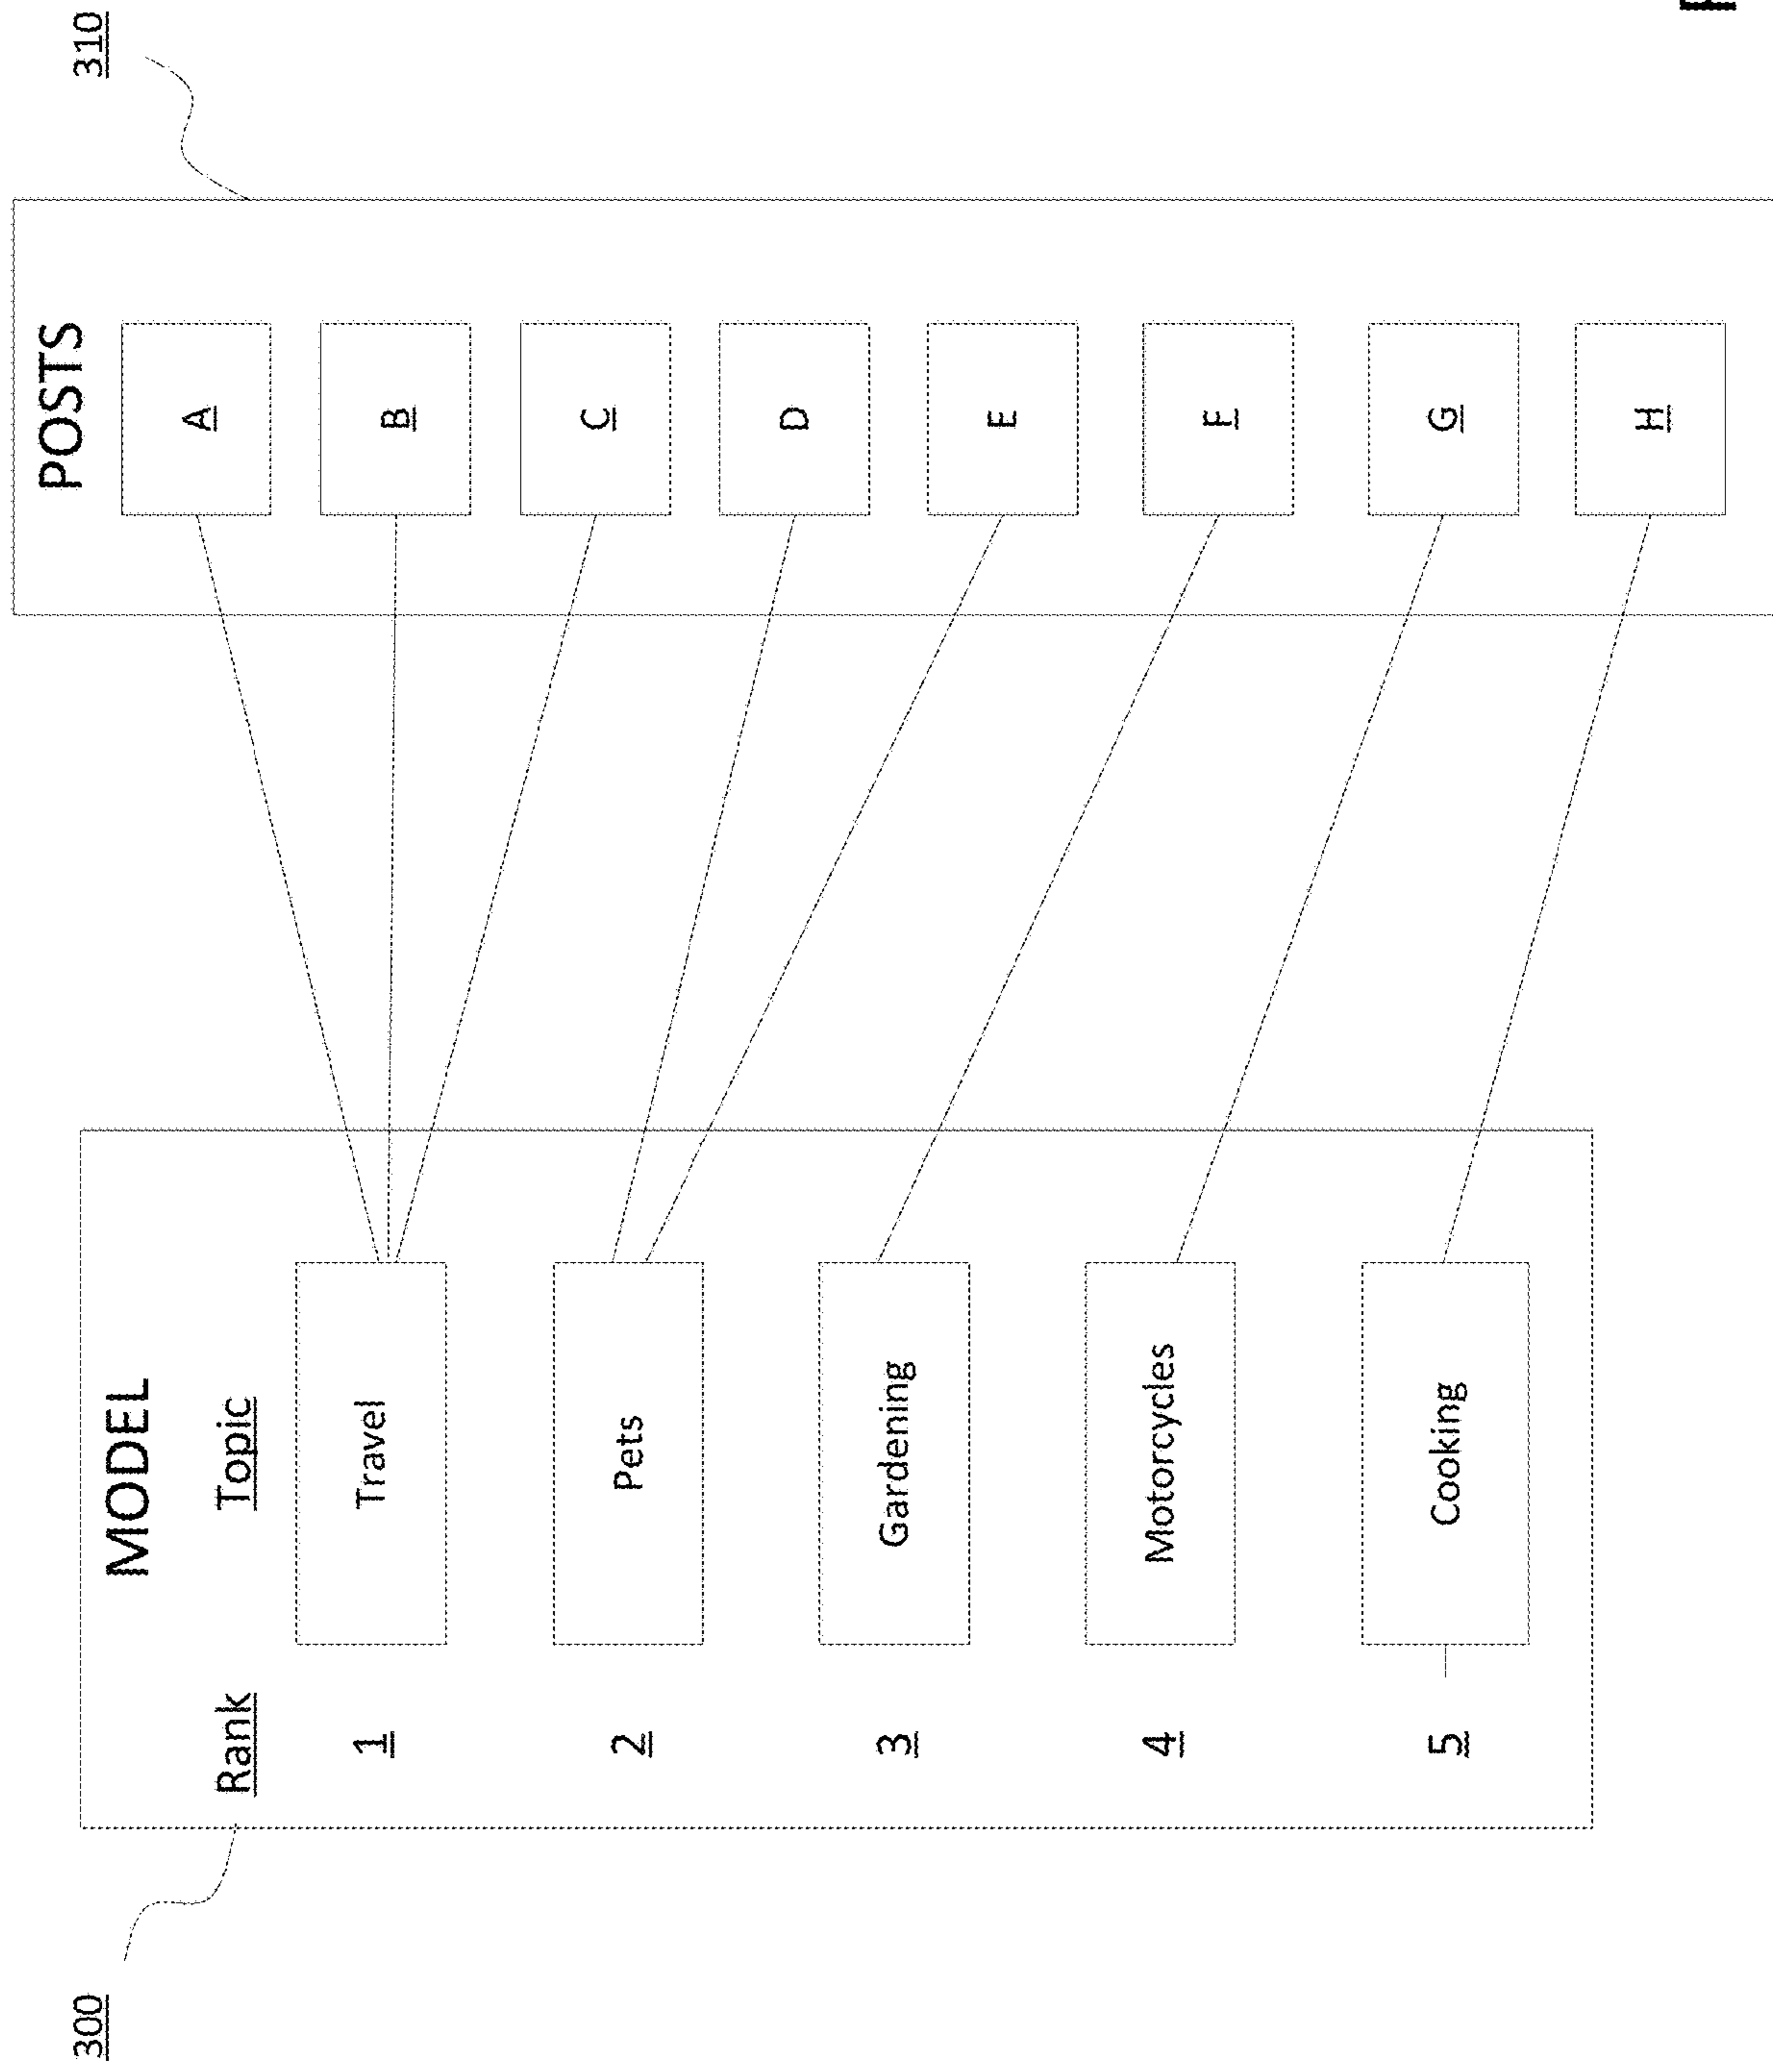 300
310
MODEL
POSTS
Rank Topic
1 Travel
2 Pets
3 Gardening
4 Motorcycles
5 Cooking
A
B
C
D
E
F
G
H